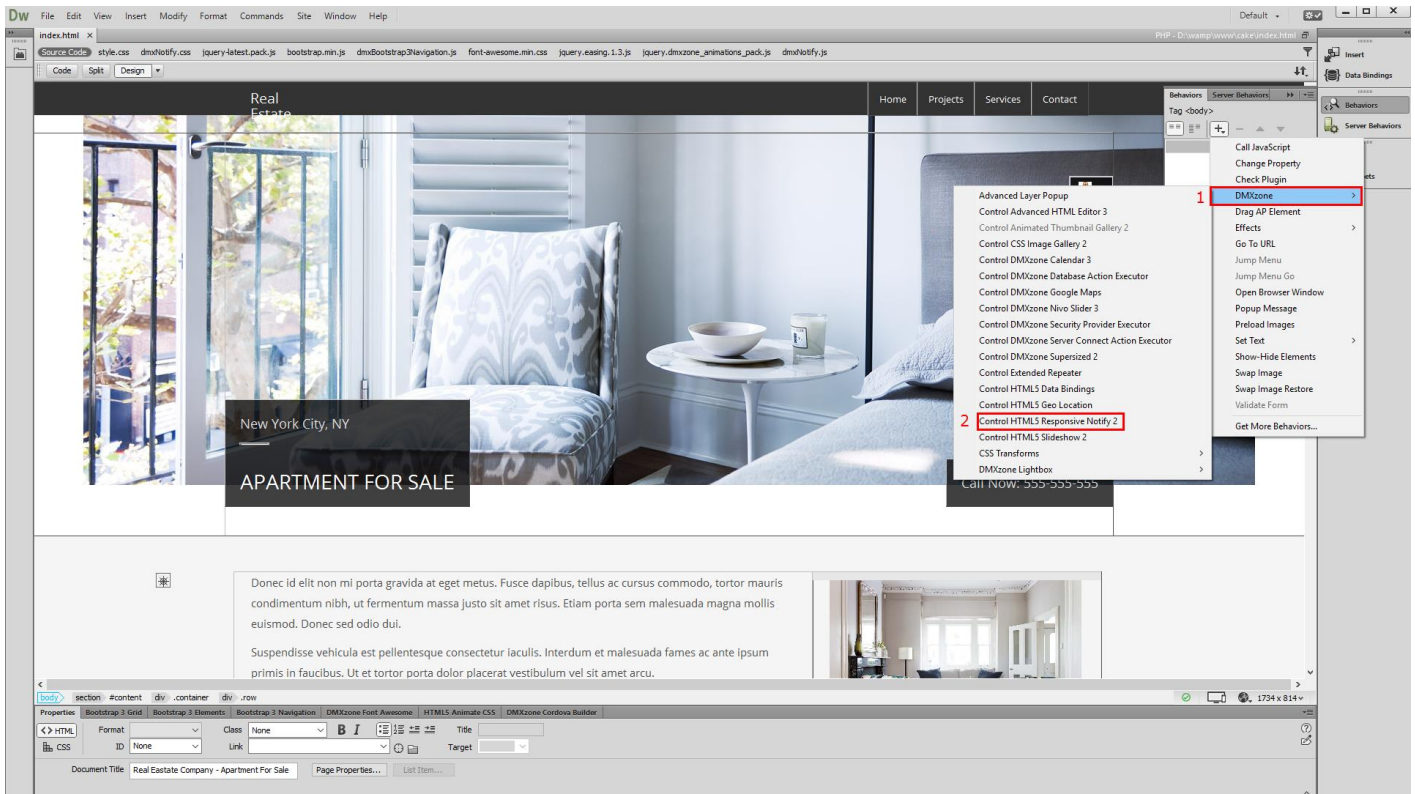 Dw File Edit View Insert Modify Format Commands Site Window Help Default
index.html × PHP - D:\wamp\www\cake\index.html
Source Code style.css dmxNotify.css jquery-latest.pack.js bootstrap.min.js dmxBootstrap3Navigation.js font-awesome.min.css jquery.easing.1.3.js jquery.dmxzone_animations_pack.js dmxNotify.js
Code Split Design
Insert
Data Bindings
Behaviors
Server Behaviors
ets
Real
Estate
Home Projects Services Contact
Behaviors Server Behaviors
Tag <body>
Call JavaScript
Change Property
Check Plugin
1 DMXzone
Drag AP Element
Effects
Go To URL
Jump Menu
Jump Menu Go
Open Browser Window
Popup Message
Preload Images
Set Text
Show-Hide Elements
Swap Image
Swap Image Restore
Validate Form
Get More Behaviors...
Advanced Layer Popup
Control Advanced HTML Editor 3
Control Animated Thumbnail Gallery 2
Control CSS Image Gallery 2
Control DMXzone Calendar 3
Control DMXzone Database Action Executor
Control DMXzone Google Maps
Control DMXzone Nivo Slider 3
Control DMXzone Security Provider Executor
Control DMXzone Server Connect Action Executor
Control DMXzone Supersized 2
Control Extended Repeater
Control HTML5 Data Bindings
Control HTML5 Geo Location
2 Control HTML5 Responsive Notify 2
Control HTML5 Slideshow 2
CSS Transforms
DMXzone Lightbox
New York City, NY
APARTMENT FOR SALE
Call Now: 555-555-555
Donec id elit non mi porta gravida at eget metus. Fusce dapibus, tellus ac cursus commodo, tortor mauris
condimentum nibh, ut fermentum massa justo sit amet risus. Etiam porta sem malesuada magna mollis
euismod. Donec sed odio dui.
Suspendisse vehicula est pellentesque consectetur iaculis. Interdum et malesuada fames ac ante ipsum
primis in faucibus. Ut et tortor porta dolor placerat vestibulum vel sit amet arcu.
body section #content div .container div .row 1734 x 814
Properties Bootstrap 3 Grid Bootstrap 3 Elements Bootstrap 3 Navigation DMXzone Font Awesome HTML5 Animate CSS DMXzone Cordova Builder
<> HTML Format Class None B I Title
CSS ID None Link Target
Document Title Real Eastate Company - Apartment For Sale Page Properties... List Item...